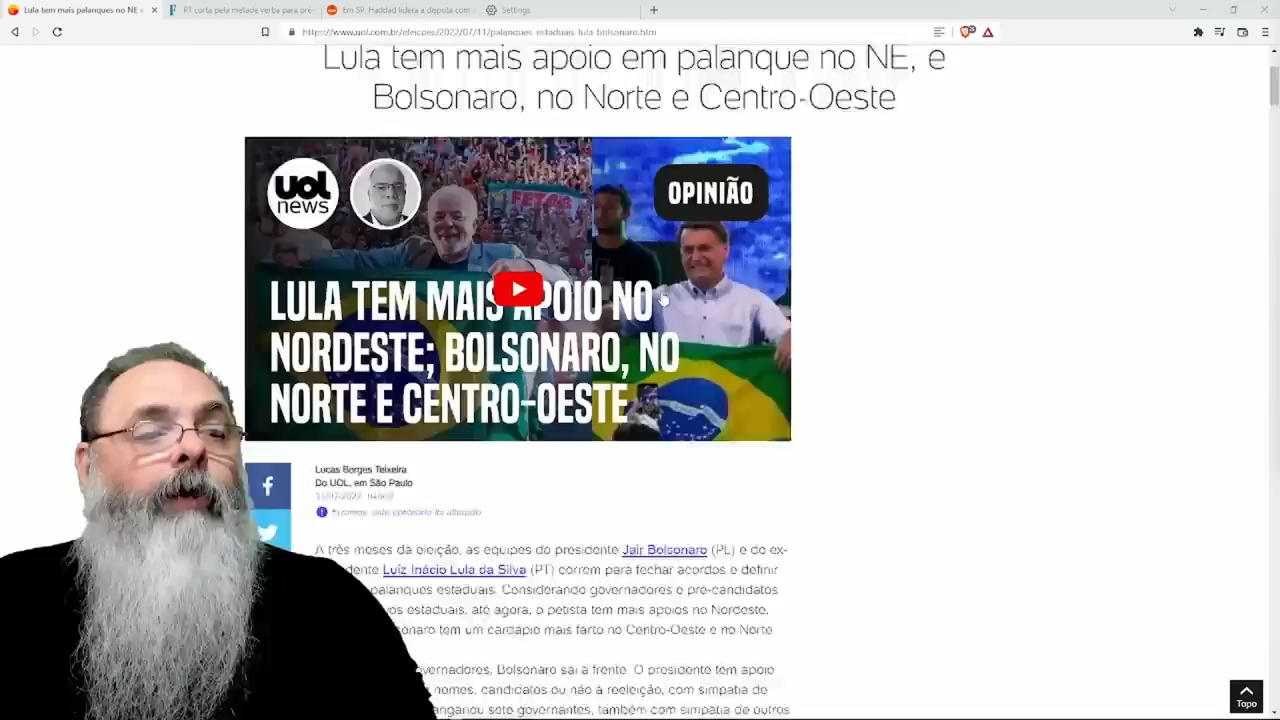 Lula tem mais palanques no NE e
PT corta pela metade verba para pré-
Em SP, Haddad lidera a disputa com
Settings
https://www.uol.com.br/eleicoes/2022/07/11/palanques-estaduais-lula-bolsonaro.htm
Lula tem mais apoio em palanque no NE, e
Bolsonaro, no Norte e Centro-Oeste
uol
news
OPINIÃO
LULA TEM MAIS APOIO NO
NORDESTE; BOLSONARO, NO
NORTE E CENTRO-OESTE
Lucas Borges Teixeira
Do UOL, em São Paulo
A três meses da eleição, as equipes do presidente Jair Bolsonaro (PL) e do ex-
dente Luiz Inácio Lula da Silva (PT) correm para fechar acordos e definir
palanques estaduais. Considerando governadores e pré-candidatos
os estaduais, até agora, o petista tem mais apoios no Nordeste,
onaro tem um cardápio mais farto no Centro-Oeste e no Norte
vernadores, Bolsonaro sai à frente. O presidente tem apoio
nomes, candidatos ou não à reeleição, com simpatia de
angariou sete governantes, também com simpatia de outros
Topo